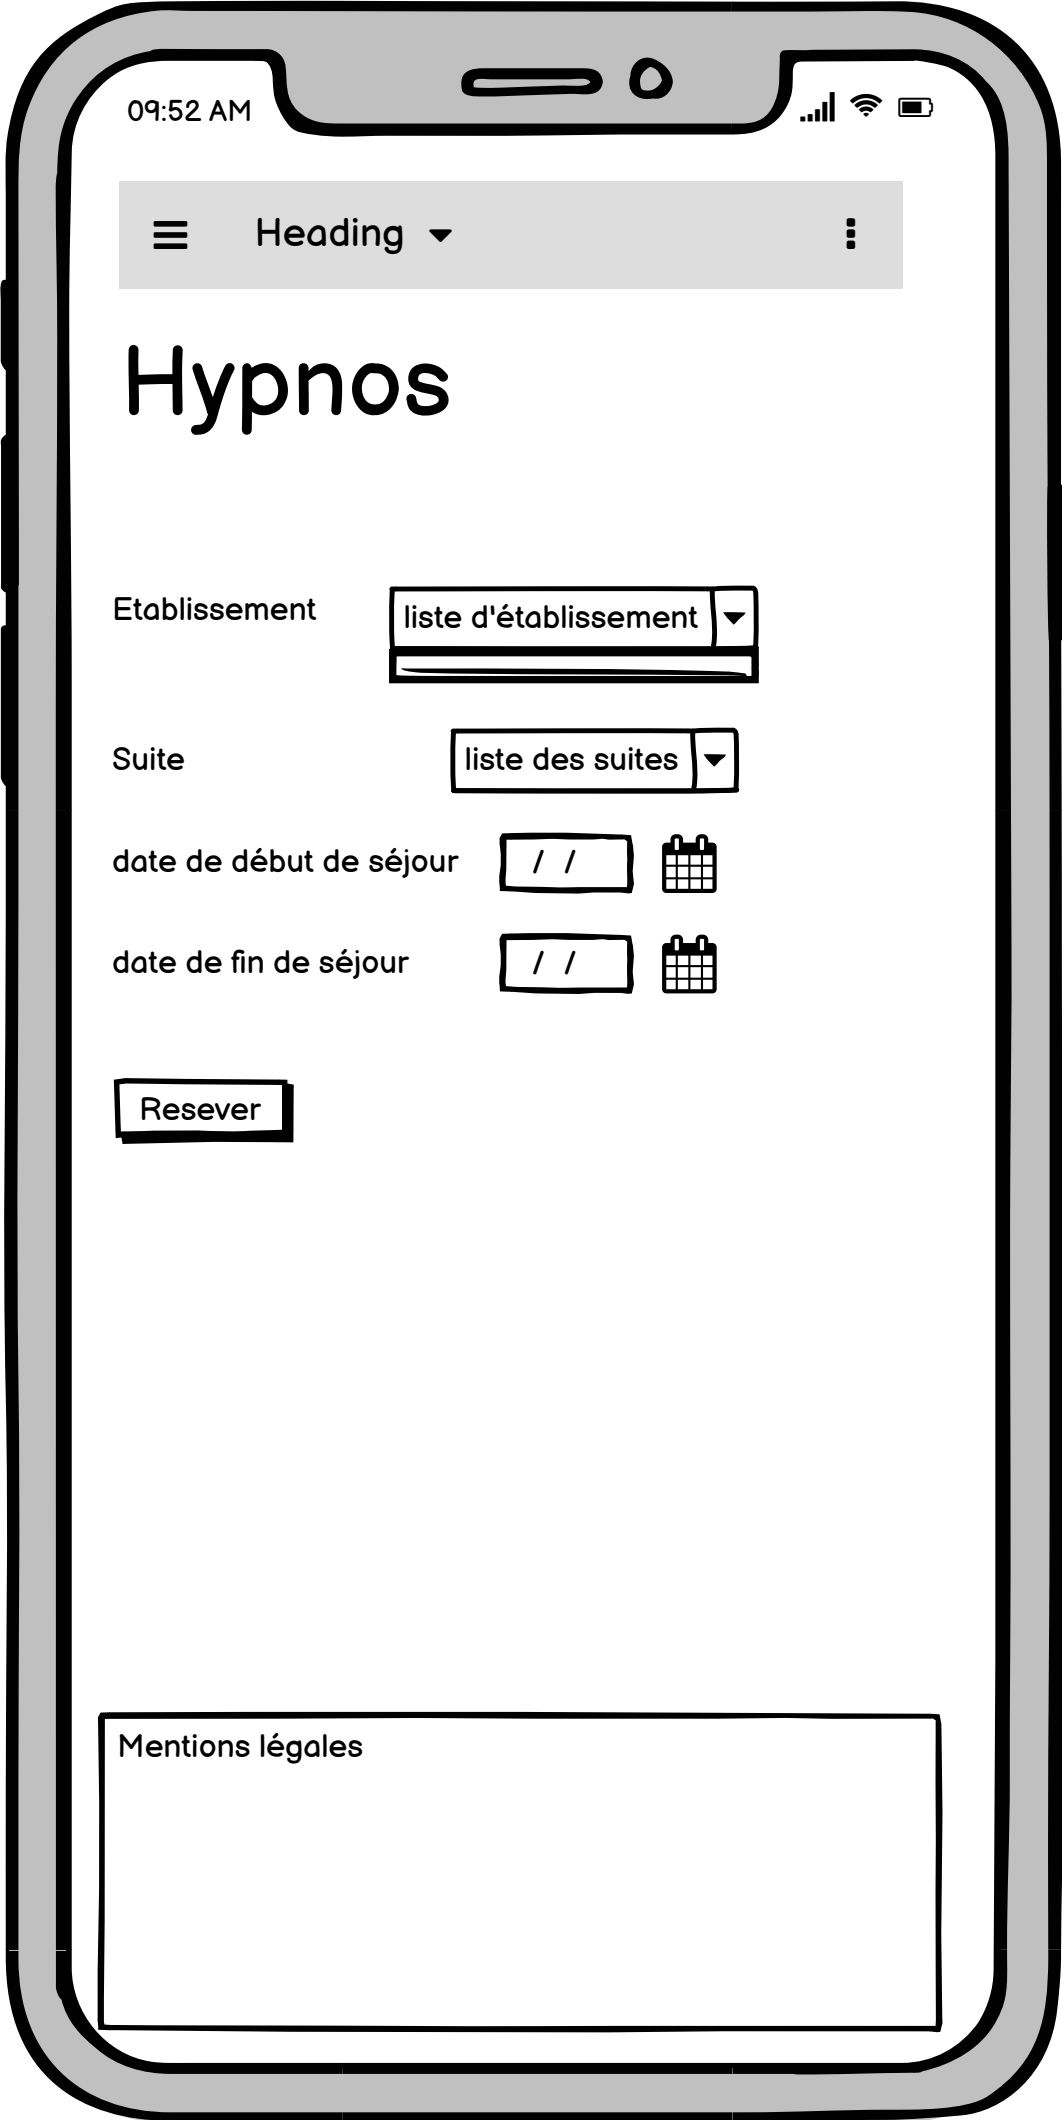 09:52 AM
Heading
Hypnos
Etablissement
liste d'établissement
Suite
liste des suites
date de début de séjour
/ /
date de fin de séjour
/ /
Resever
Mentions légales